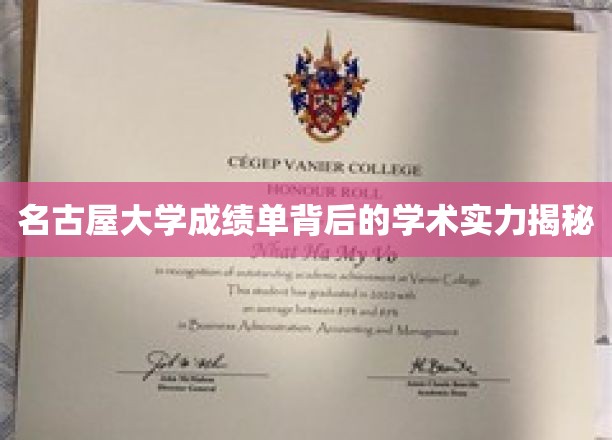 CÉGEP VANIER COLLEGE
HONOUR ROLL
名古屋大学成绩单背后的学术实力揭秘
Nhat Ha My Vo
in recognition of outstanding academic achievement at Vanier College.
This student has graduated in 2020 with
an average between 85% and 89%
in Business Administration: Accounting and Management
Director General
Academic Dean